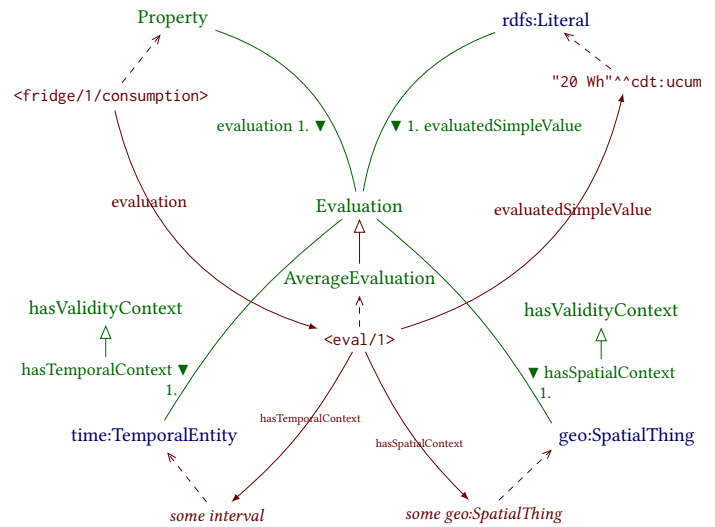 Property
rdfs:Literal
<fridge/1/consumption>
"20 Wh"^^cdt:ucum
evaluation 1. ▼
▼ 1. evaluatedSimpleValue
evaluation
Evaluation
evaluatedSimpleValue
AverageEvaluation
hasValidityContext
hasValidityContext
<eval/1>
hasTemporalContext ▼
1.
▼ hasSpatialContext
1.
hasTemporalContext
hasSpatialContext
time:TemporalEntity
geo:SpatialThing
some interval
some geo:SpatialThing